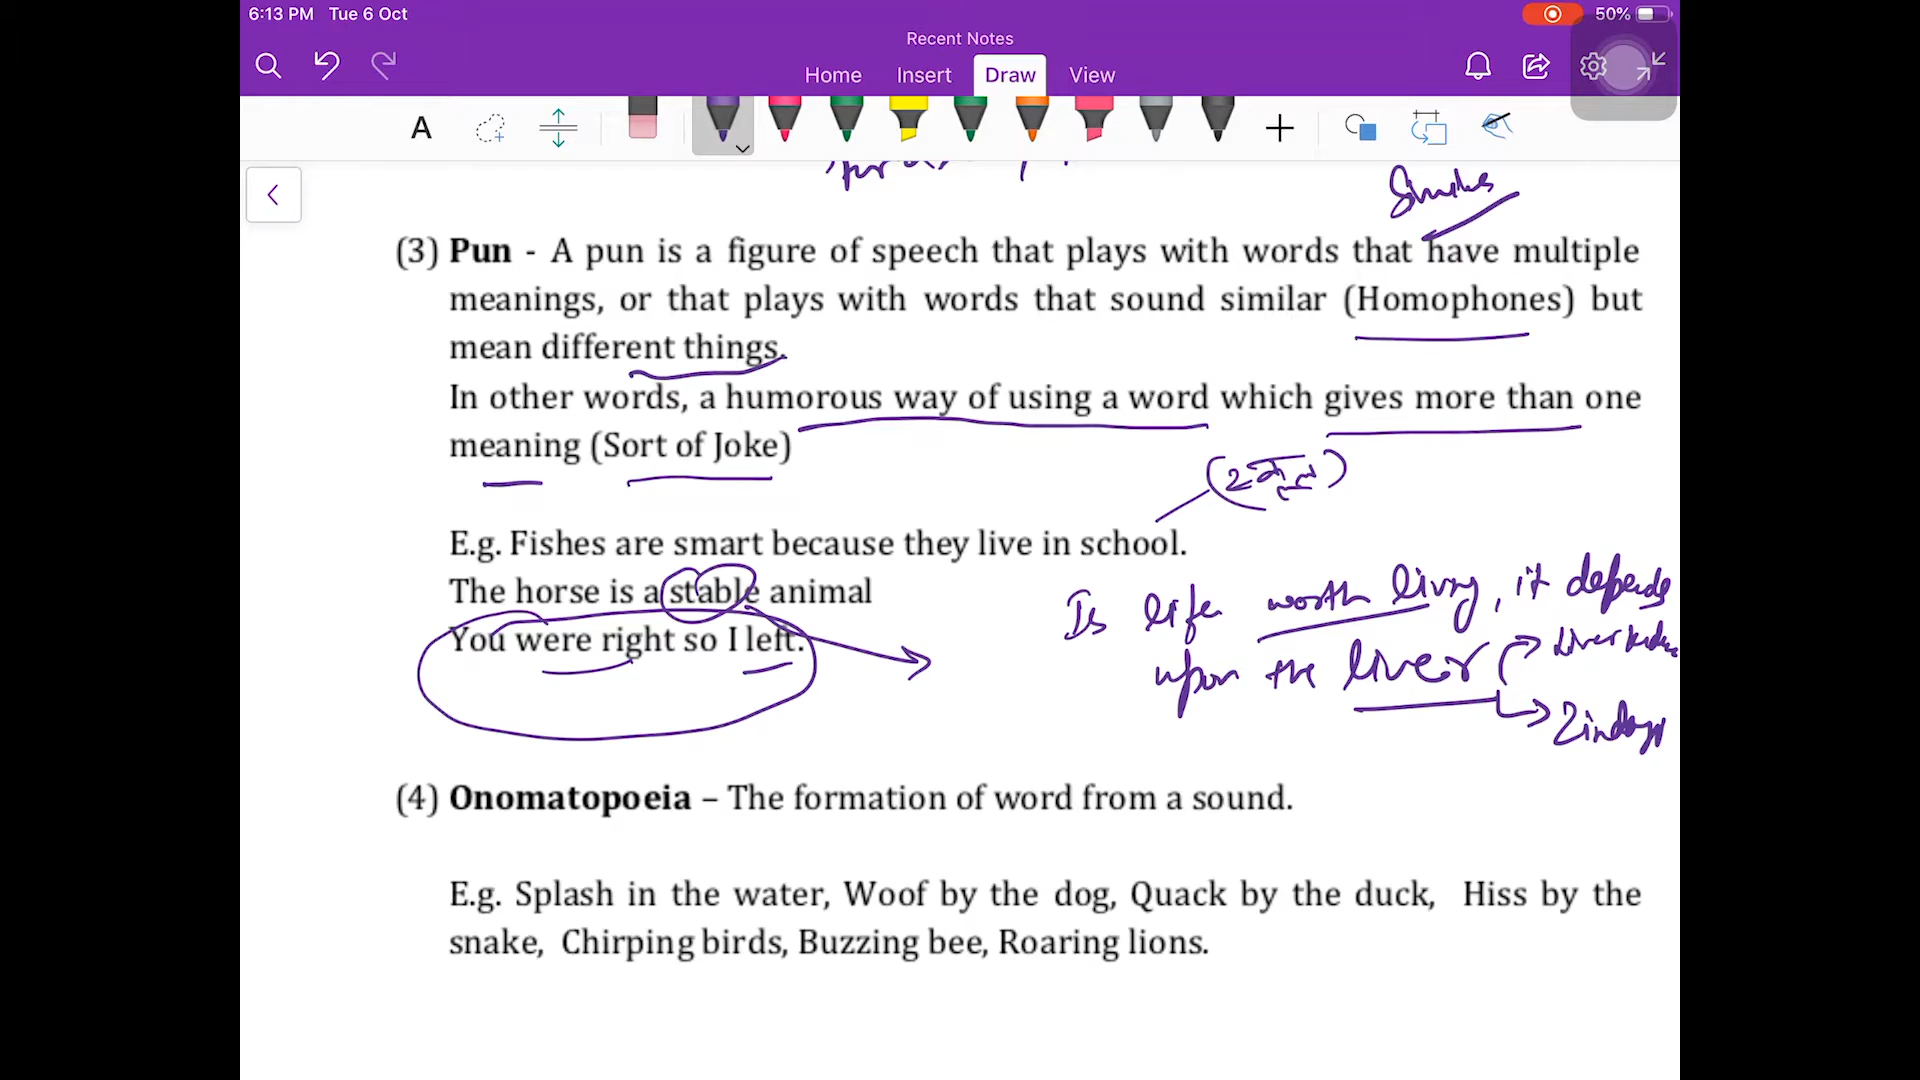 6:13 PM Tue 6 Oct
50%
Recent Notes
Home Insert Draw View
A
(3) Pun - A pun is a figure of speech that plays with words that have multiple
meanings, or that plays with words that sound similar (Homophones) but
mean different things.
In other words, a humorous way of using a word which gives more than one
meaning (Sort of Joke)
E.g. Fishes are smart because they live in school.
The horse is a stable animal
You were right so I left.
Is life worth living, it depends
upon the liver
(4) Onomatopoeia – The formation of word from a sound.
E.g. Splash in the water, Woof by the dog, Quack by the duck, Hiss by the
snake, Chirping birds, Buzzing bee, Roaring lions.